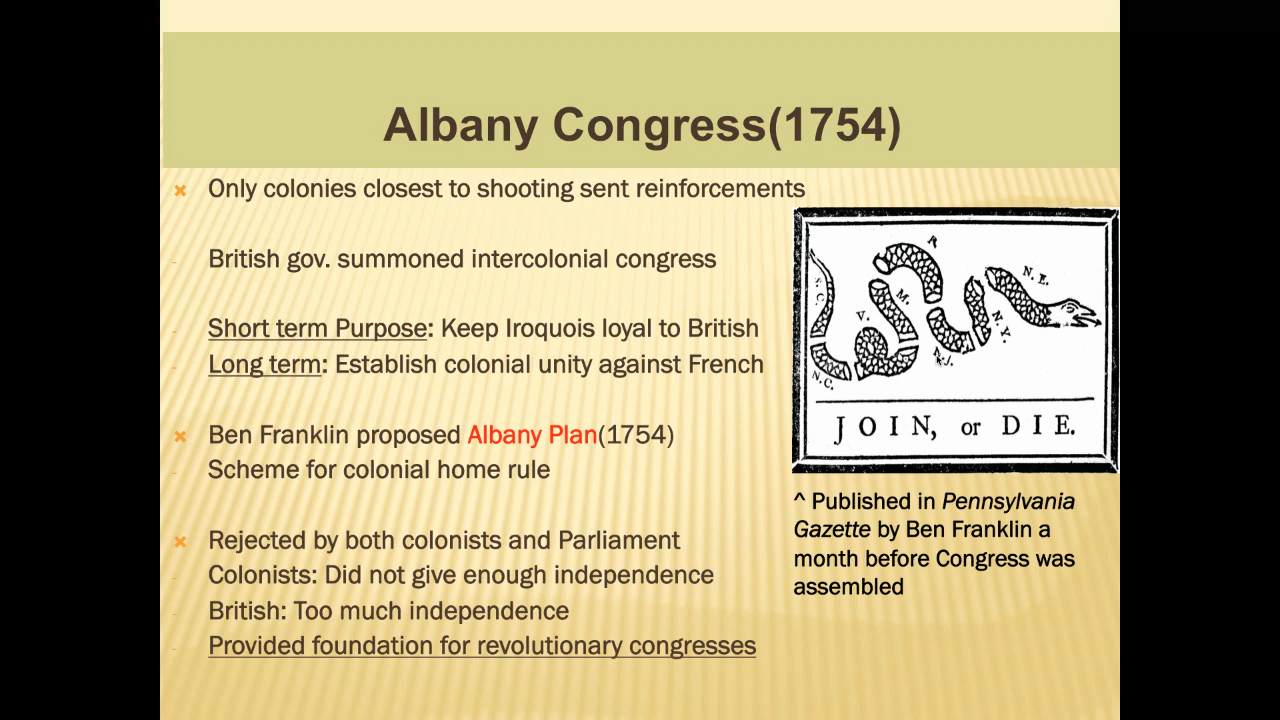 Albany Congress(1754)
Only colonies closest to shooting sent reinforcements
British gov. summoned intercolonial congress
Short term Purpose: Keep Iroquois loyal to British
Long term: Establish colonial unity against French
Ben Franklin proposed Albany Plan(1754)
Scheme for colonial home rule
Rejected by both colonists and Parliament
Colonists: Did not give enough independence
British: Too much independence
Provided foundation for revolutionary congresses
R
N. E.
S. C.
M.
V.
N. Y.
N. J.
N. C.
JOIN, or DIE.
^ Published in Pennsylvania
Gazette by Ben Franklin a
month before Congress was
assembled